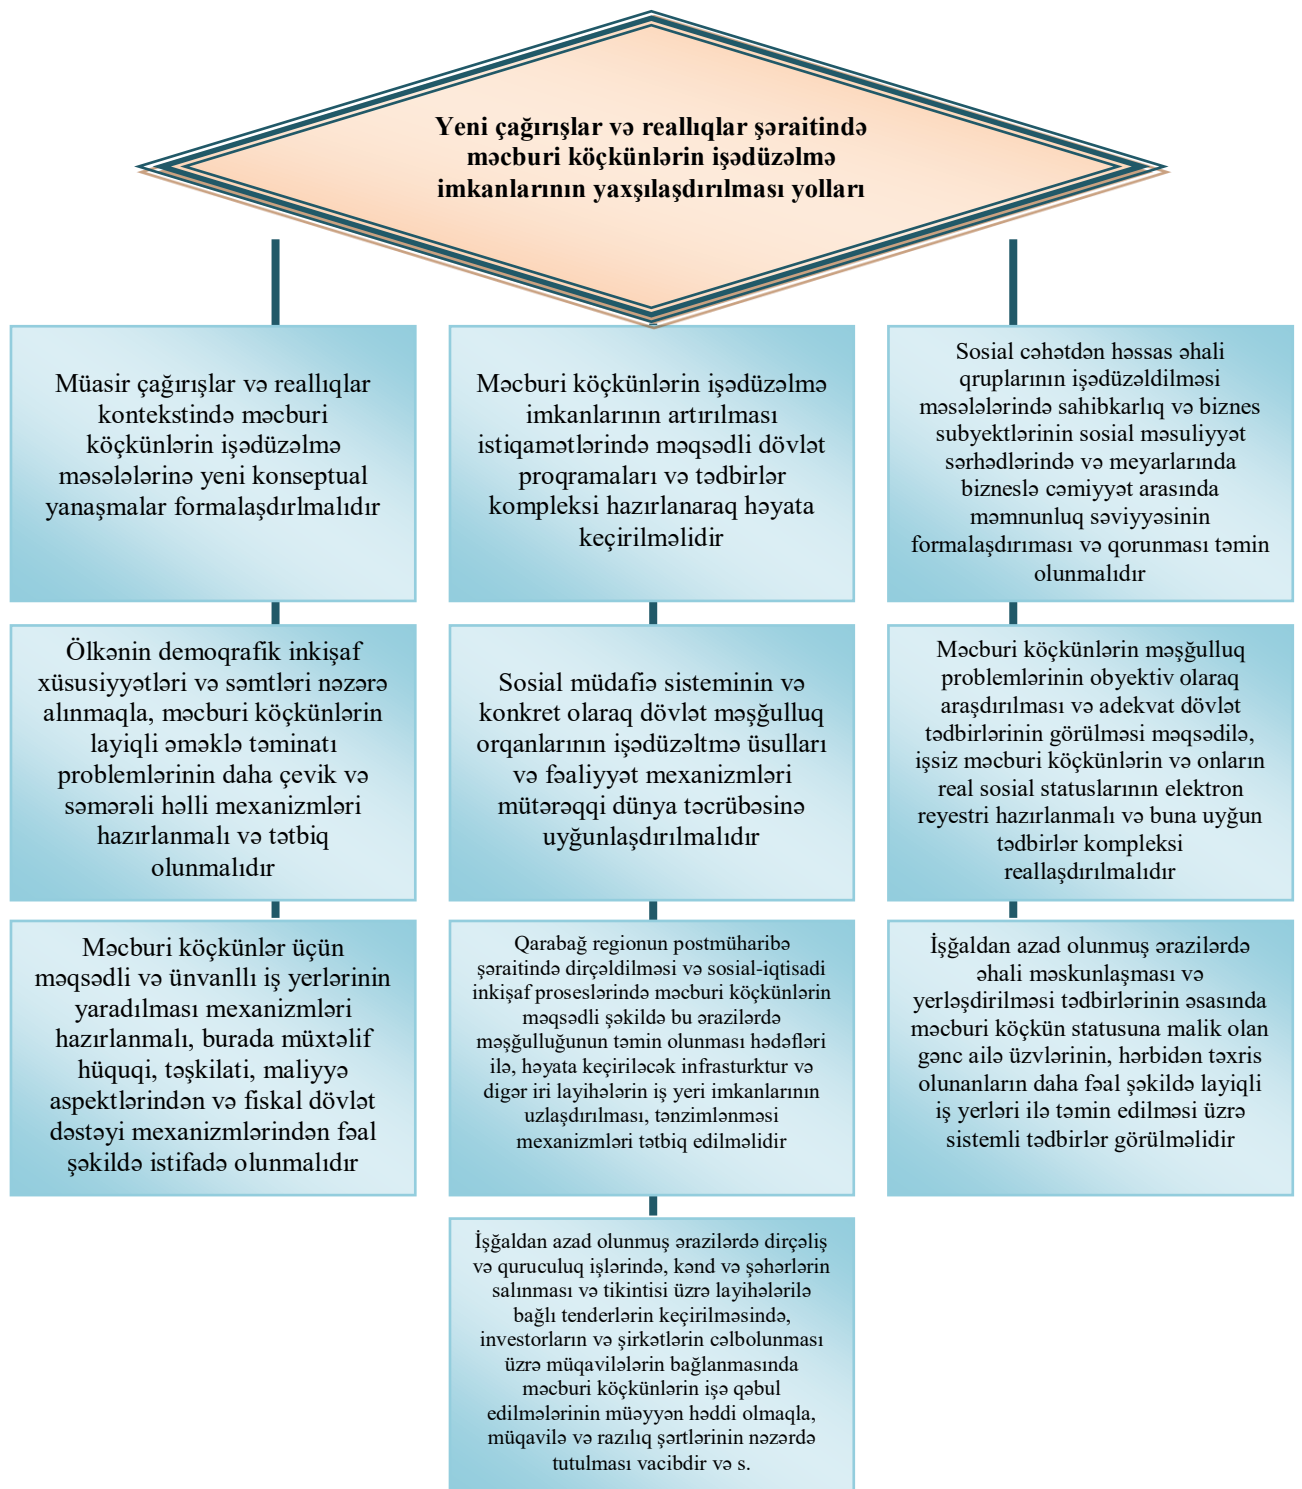 Yeni çağırışlar və reallıqlar şəraitində
məcburi köçkünlərin işədüzəlmə
imkanlarının yaxşılaşdırılması yolları
Müasir çağırışlar və reallıqlar
kontekstində məcburi
köçkünlərin işədüzəlmə
məsələlərinə yeni konseptual
yanaşmalar formalaşdırlmalıdır
Məcburi köçkünlərin işədüzəlmə
imkanlarının artırılması
istiqamətlərində məqsədli dövlət
proqramaları və tədbirlər
kompleksi hazırlanaraq həyata
keçirilməlidir
Sosial cəhətdən həssas əhali
qruplarının işədüzəldilməsi
məsələlərində sahibkarlıq və biznes
subyektlərinin sosial məsuliyyət
sərhədlərində və meyarlarında
bizneslə cəmiyyət arasında
məmnunluq səviyyəsinin
formalaşdırıması və qorunması təmin
olunmalıdır
Ölkənin demoqrafik inkişaf
xüsusiyyətləri və səmtləri nəzərə
alınmaqla, məcburi köçkünlərin
layiqli əməklə təminatı
problemlərinin daha çevik və
səmərəli həlli mexanizmləri
hazırlanmalı və tətbiq
olunmalıdır
Sosial müdafiə sisteminin və
konkret olaraq dövlət məşğulluq
orqanlarının işədüzəltmə üsulları
və fəaliyyət mexanizmləri
mütərəqqi dünya təcrübəsinə
uyğunlaşdırılmalıdır
Məcburi köçkünlərin məşğulluq
problemlərinin obyektiv olaraq
araşdırılması və adekvat dövlət
tədbirlərinin görülməsi məqsədilə,
işsiz məcburi köçkünlərin və onların
real sosial statuslarının elektron
reyestri hazırlanmalı və buna uyğun
tədbirlər kompleksi
reallaşdırılmalıdır
Məcburi köçkünlər üçün
məqsədli və ünvanllı iş yerlərinin
yaradılması mexanizmləri
hazırlanmalı, burada müxtəlif
hüquqi, təşkilati, maliyyə
aspektlərindən və fiskal dövlət
dəstəyi mexanizmlərindən fəal
şəkildə istifadə olunmalıdır
Qarabağ regionun postmüharibə
şəraitində dirçəldilməsi və sosial-iqtisadi
inkişaf proseslərində məcburi köçkünlərin
məqsədli şəkildə bu ərazilərdə
məşğulluğunun təmin olunması hədəfləri
ilə, həyata keçiriləcək infrasturktur və
digər iri layihələrin iş yeri imkanlarının
uzlaşdırılması, tənzimlənməsi
mexanizmləri tətbiq edilməlidir
İşğaldan azad olunmuş ərazilərdə
əhali məskunlaşması və
yerləşdirilməsi tədbirlərinin əsasında
məcburi köçkün statusuna malik olan
gənc ailə üzvlərinin, hərbidən təxris
olunanların daha fəal şəkildə layiqli
iş yerləri ilə təmin edilməsi üzrə
sistemli tədbirlər görülməlidir
İşğaldan azad olunmuş ərazilərdə dirçəliş
və quruculuq işlərində, kənd və şəhərlərin
salınması və tikintisi üzrə layihələrilə
bağlı tenderlərin keçirilməsində,
investorların və şirkətlərin cəlbolunması
üzrə müqavilələrin bağlanmasında
məcburi köçkünlərin işə qəbul
edilmələrinin müəyyən həddi olmaqla,
müqavilə və razılıq şərtlərinin nəzərdə
tutulması vacibdir və s.